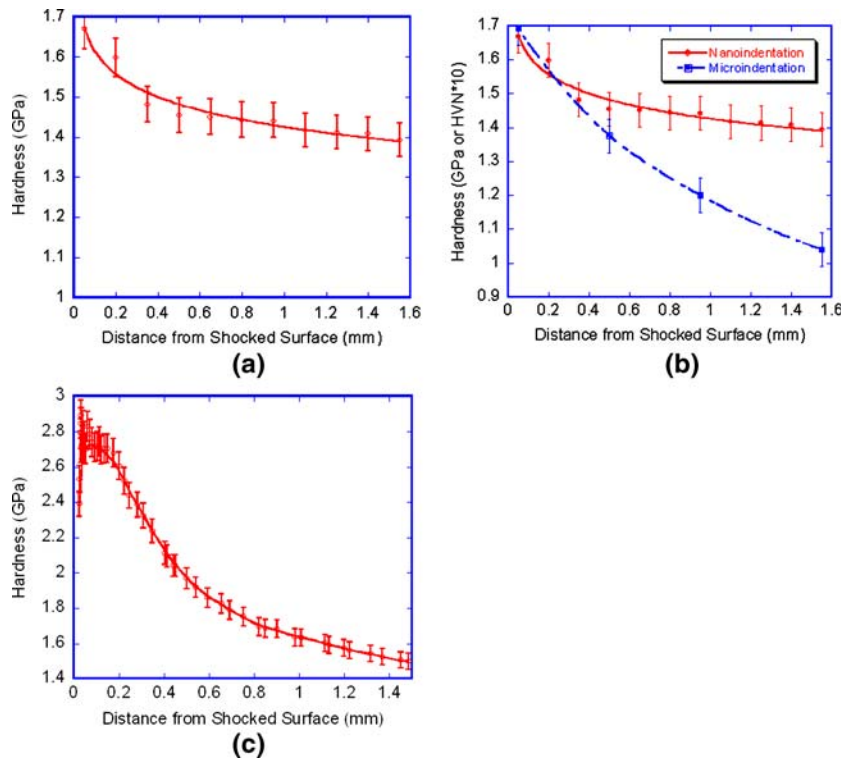 1.7
1.6
1.5
1.4
1.3
1.2
1.1
1
Hardness (GPa)
0 0.2 0.4 0.6 0.8 1 1.2 1.4 1.6
Distance from Shocked Surface (mm)
(a)
1.7
1.6
1.5
1.4
1.3
1.2
1.1
1
0.9
Hardness (GPa or HVN*10)
Nanoindentation
Microindentation
0 0.2 0.4 0.6 0.8 1 1.2 1.4 1.6
Distance from Shocked Surface (mm)
(b)
3
2.8
2.6
2.4
2.2
2
1.8
1.6
1.4
Hardness (GPa)
0 0.2 0.4 0.6 0.8 1 1.2 1.4
Distance from Shocked Surface (mm)
(c)